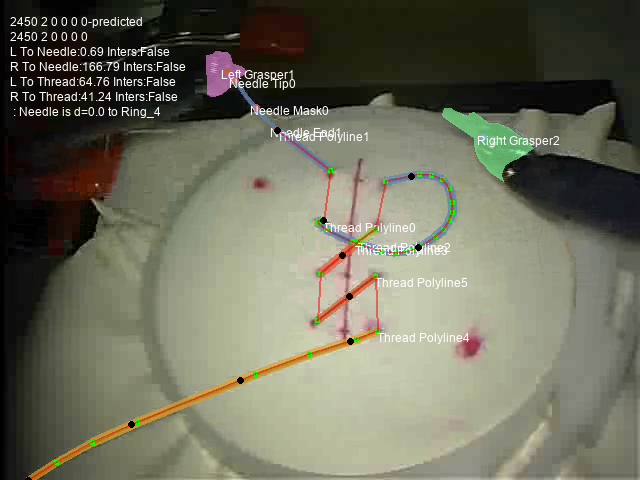 2450 2 0 0 0 0-predicted
2450 2 0 0 0 0
L To Needle:0.69 Inters:False
R To Needle:166.79 Inters:False
L To Thread:64.76 Inters:False
R To Thread:41.24 Inters:False
: Needle is d=0.0 to Ring_4
Left Grasper1
Needle Tip0
Needle Mask0
Needle End1
Thread Polyline1
Right Grasper2
Thread Polyline0
Thread Polyline2
Thread Polyline3
Thread Polyline5
Thread Polyline4